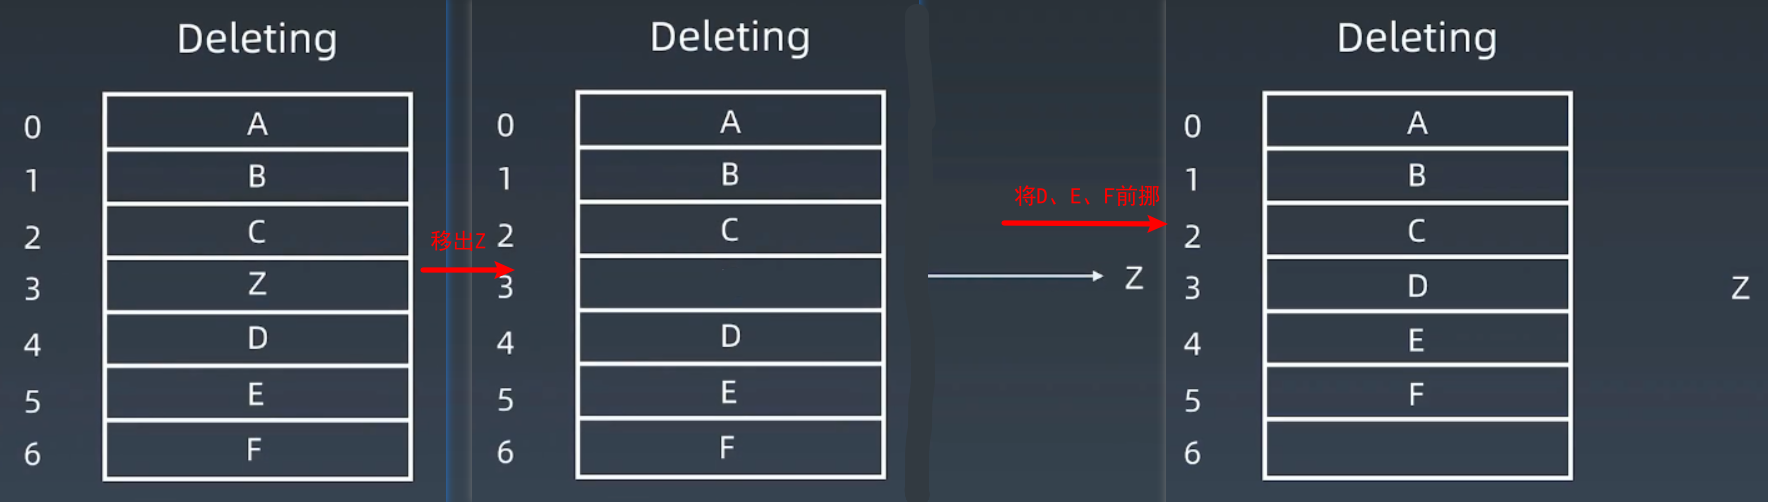 Deleting
0 A
1 B
2 C
3 Z
4 D
5 E
6 F
移出Z
Deleting
0 A
1 B
2 C
3
4 D
5 E
6 F
Z
将D、E、F前挪
Deleting
0 A
1 B
2 C
3 D
4 E
5 F
6
Z